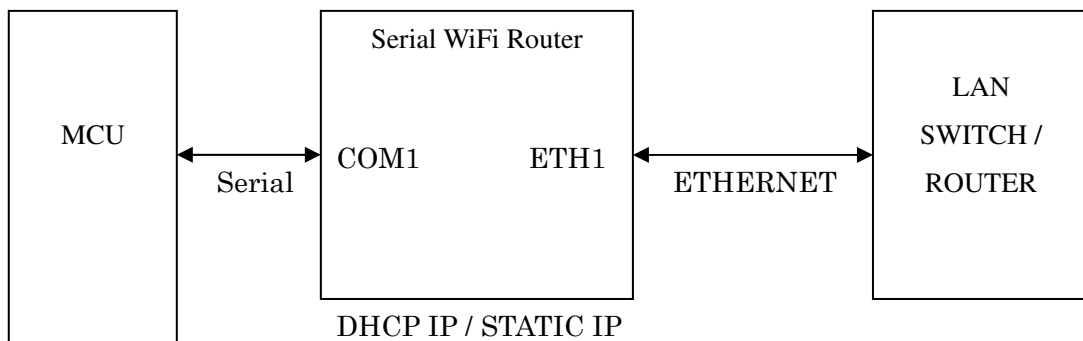 Serial WiFi Router
MCU
COM1
ETH1
Serial
ETHERNET
LAN
SWITCH /
ROUTER
DHCP IP / STATIC IP